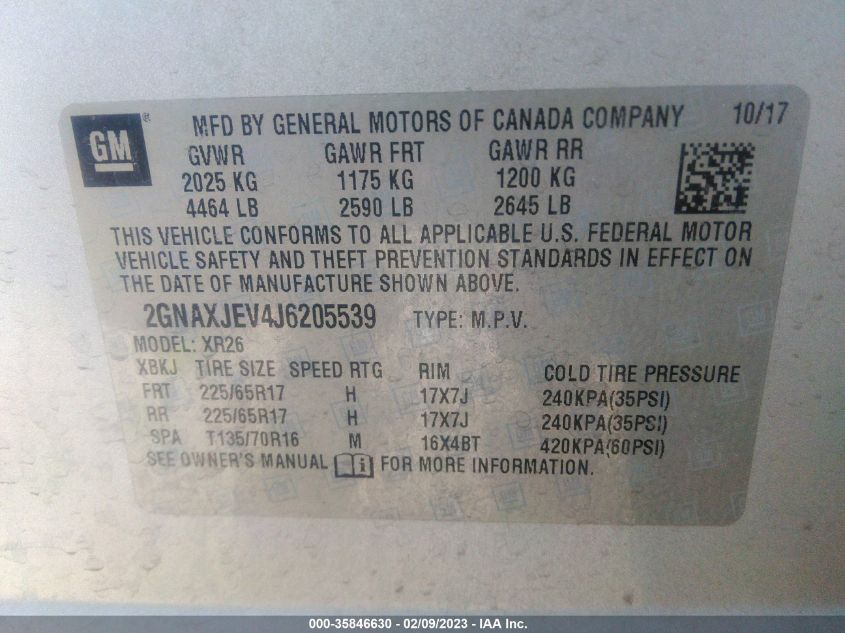 GM® MFD BY GENERAL MOTORS OF CANADA COMPANY 10/17
GVWR GAWR FRT GAWR RR
2025 KG 1175 KG 1200 KG
4464 LB 2590 LB 2645 LB
THIS VEHICLE CONFORMS TO ALL APPLICABLE U.S. FEDERAL MOTOR
VEHICLE SAFETY AND THEFT PREVENTION STANDARDS IN EFFECT ON
THE DATE OF MANUFACTURE SHOWN ABOVE.
2GNAXJEV4J6205539 TYPE: M.P.V.
MODEL: XR26
XBKJ TIRE SIZE SPEED RTG RIM COLD TIRE PRESSURE
FRT 225/65R17 H 17X7J 240KPA(35PSI)
RR 225/65R17 H 17X7J 240KPA(35PSI)
SPA T135/70R16 M 16X4BT 420KPA(60PSI)
SEE OWNER'S MANUAL FOR MORE INFORMATION.
000-35846630 - 02/09/2023 - IAA Inc.